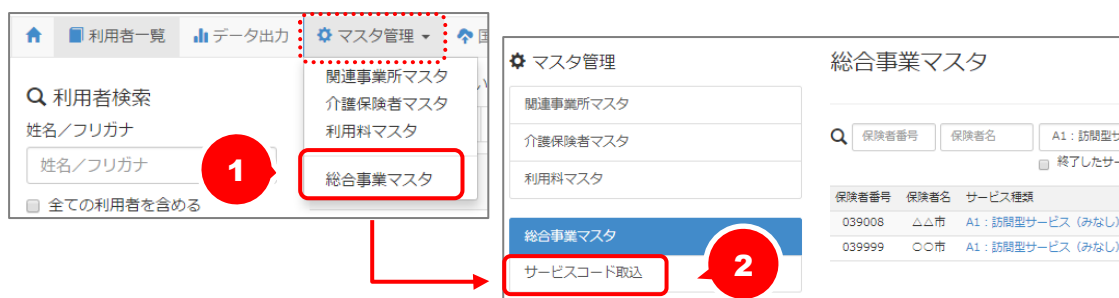 利用者一覧 データ出力 マスタ管理
関連事業所マスタ
介護保険者マスタ
利用料マスタ
総合事業マスタ
利用者検索
姓名／フリガナ
姓名／フリガナ
全ての利用者を含める
1
マスタ管理
関連事業所マスタ
介護保険者マスタ
利用料マスタ
総合事業マスタ
サービスコード取込
2
総合事業マスタ
保険者番号 保険者名 A1：訪問型サ
終了したサー
保険者番号 保険者名 サービス種類
039008 △△市 A1：訪問型サービス（みなし）
039999 〇〇市 A1：訪問型サービス（みなし）